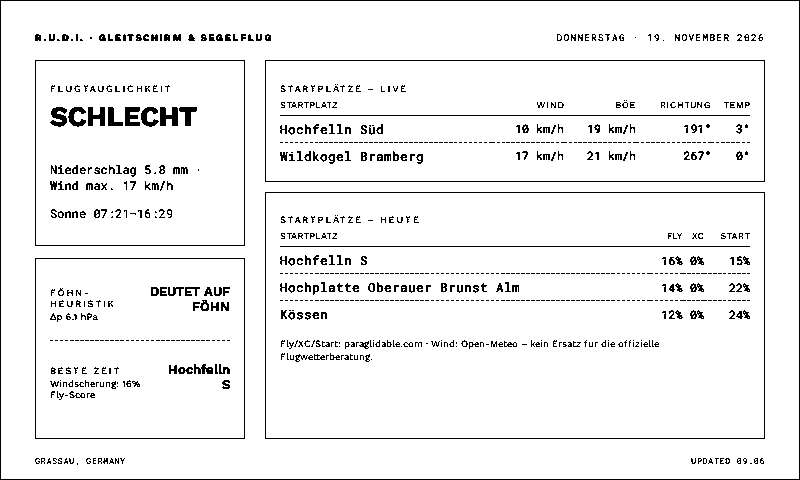 R.U.D.I. · GLEITSCHIRM & SEGELFLUG
DONNERSTAG · 19. NOVEMBER 2026
FLUGTAUGLICHKEIT
SCHLECHT
Niederschlag 5.8 mm ·
Wind max. 17 km/h
Sonne 07:21–16:29
FÖHN-
HEURISTIK
Δp 6.1 hPa
DEUTET AUF
FÖHN
BESTE ZEIT
Windscherung: 16%
Fly-Score
Hochfelln
S
STARTPLÄTZE – LIVE
STARTPLATZ WIND BÖE RICHTUNG TEMP
Hochfelln Süd 10 km/h 19 km/h 191° 3°
Wildkogel Bramberg 17 km/h 21 km/h 267° 0°
STARTPLÄTZE – HEUTE
STARTPLATZ FLY XC START
Hochfelln S 16% 0% 15%
Hochplatte Oberauer Brunst Alm 14% 0% 22%
Kössen 12% 0% 24%
Fly/XC/Start: paraglidable.com · Wind: Open-Meteo – kein Ersatz für die offizielle
Flugwetterberatung.
GRASSAU, GERMANY
UPDATED 09.06